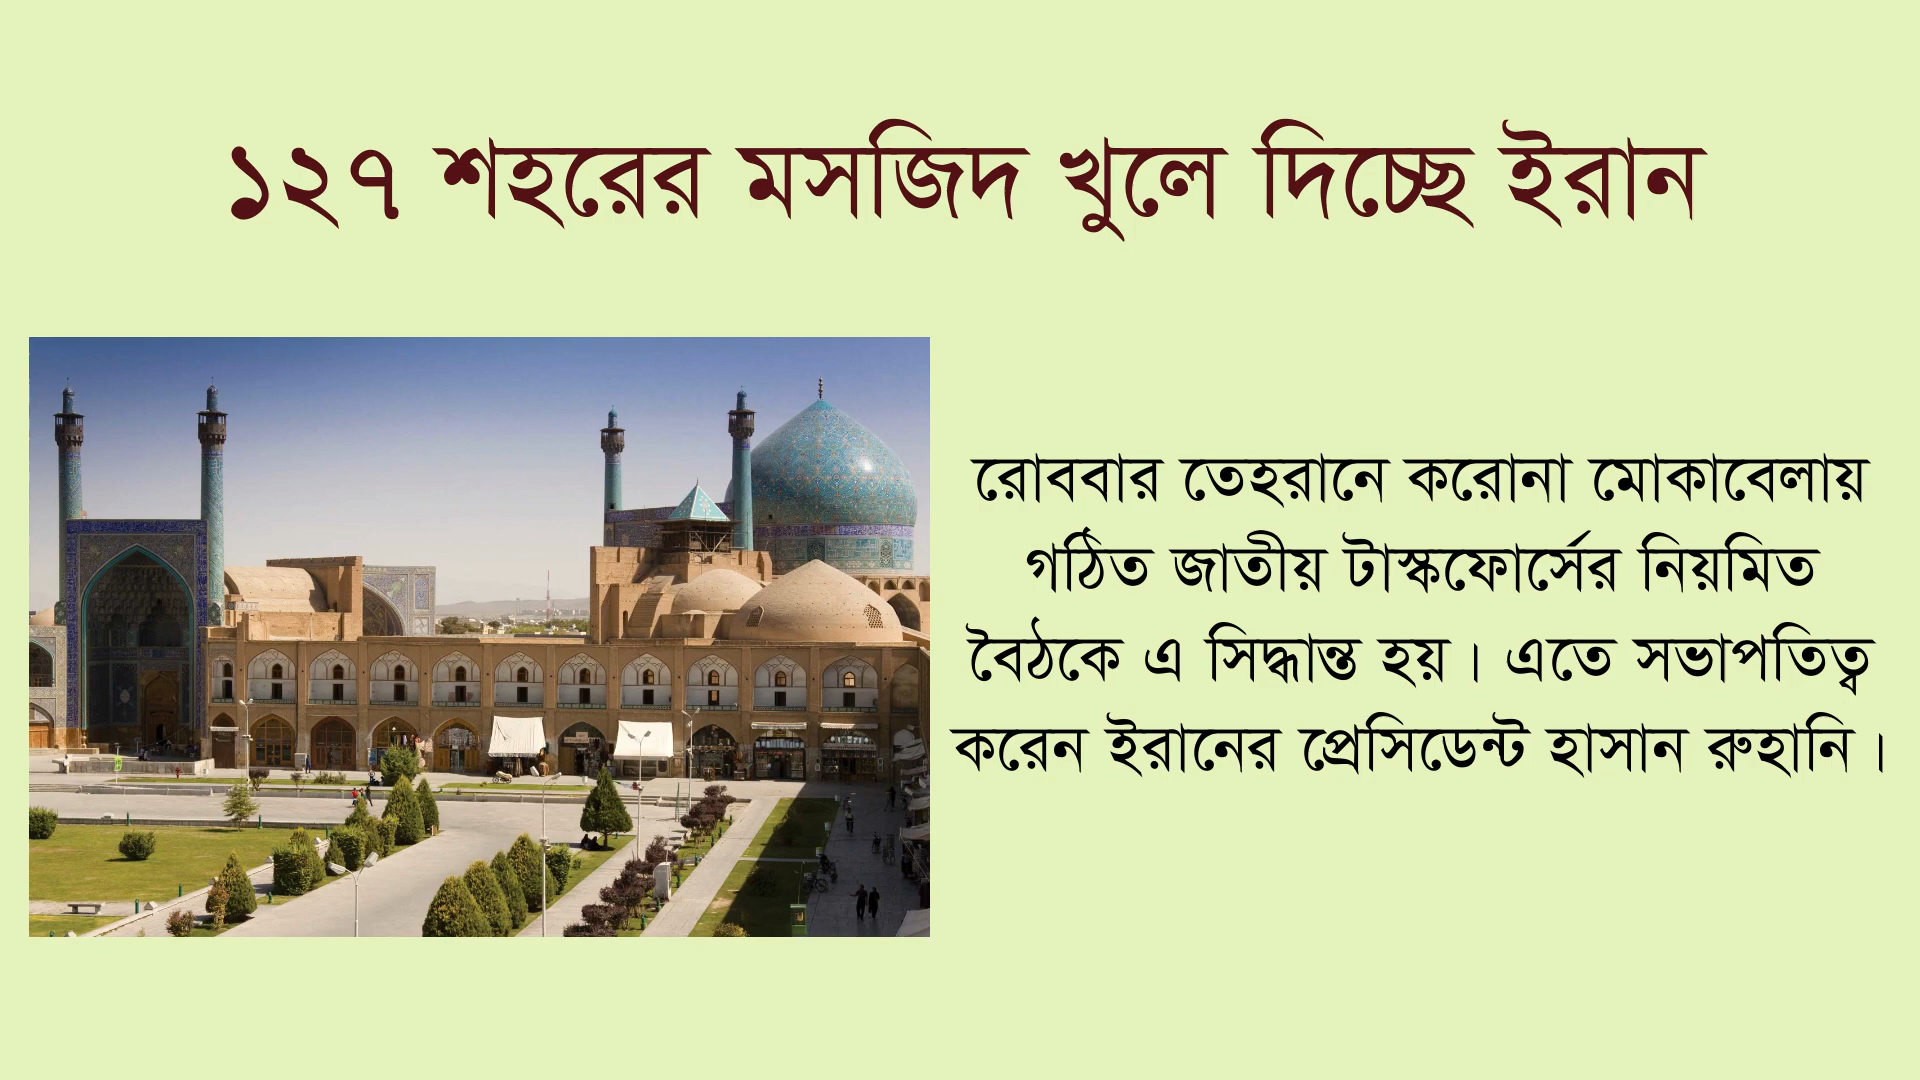 ১২৭ শহরের মসজিদ খুলে দিচ্ছে ইরান
রোববার তেহরানে করোনা মোকাবেলায়
গঠিত জাতীয় টাস্কফোর্সের নিয়মিত
বৈঠকে এ সিদ্ধান্ত হয়। এতে সভাপতিত্ব
করেন ইরানের প্রেসিডেন্ট হাসান রুহানি।